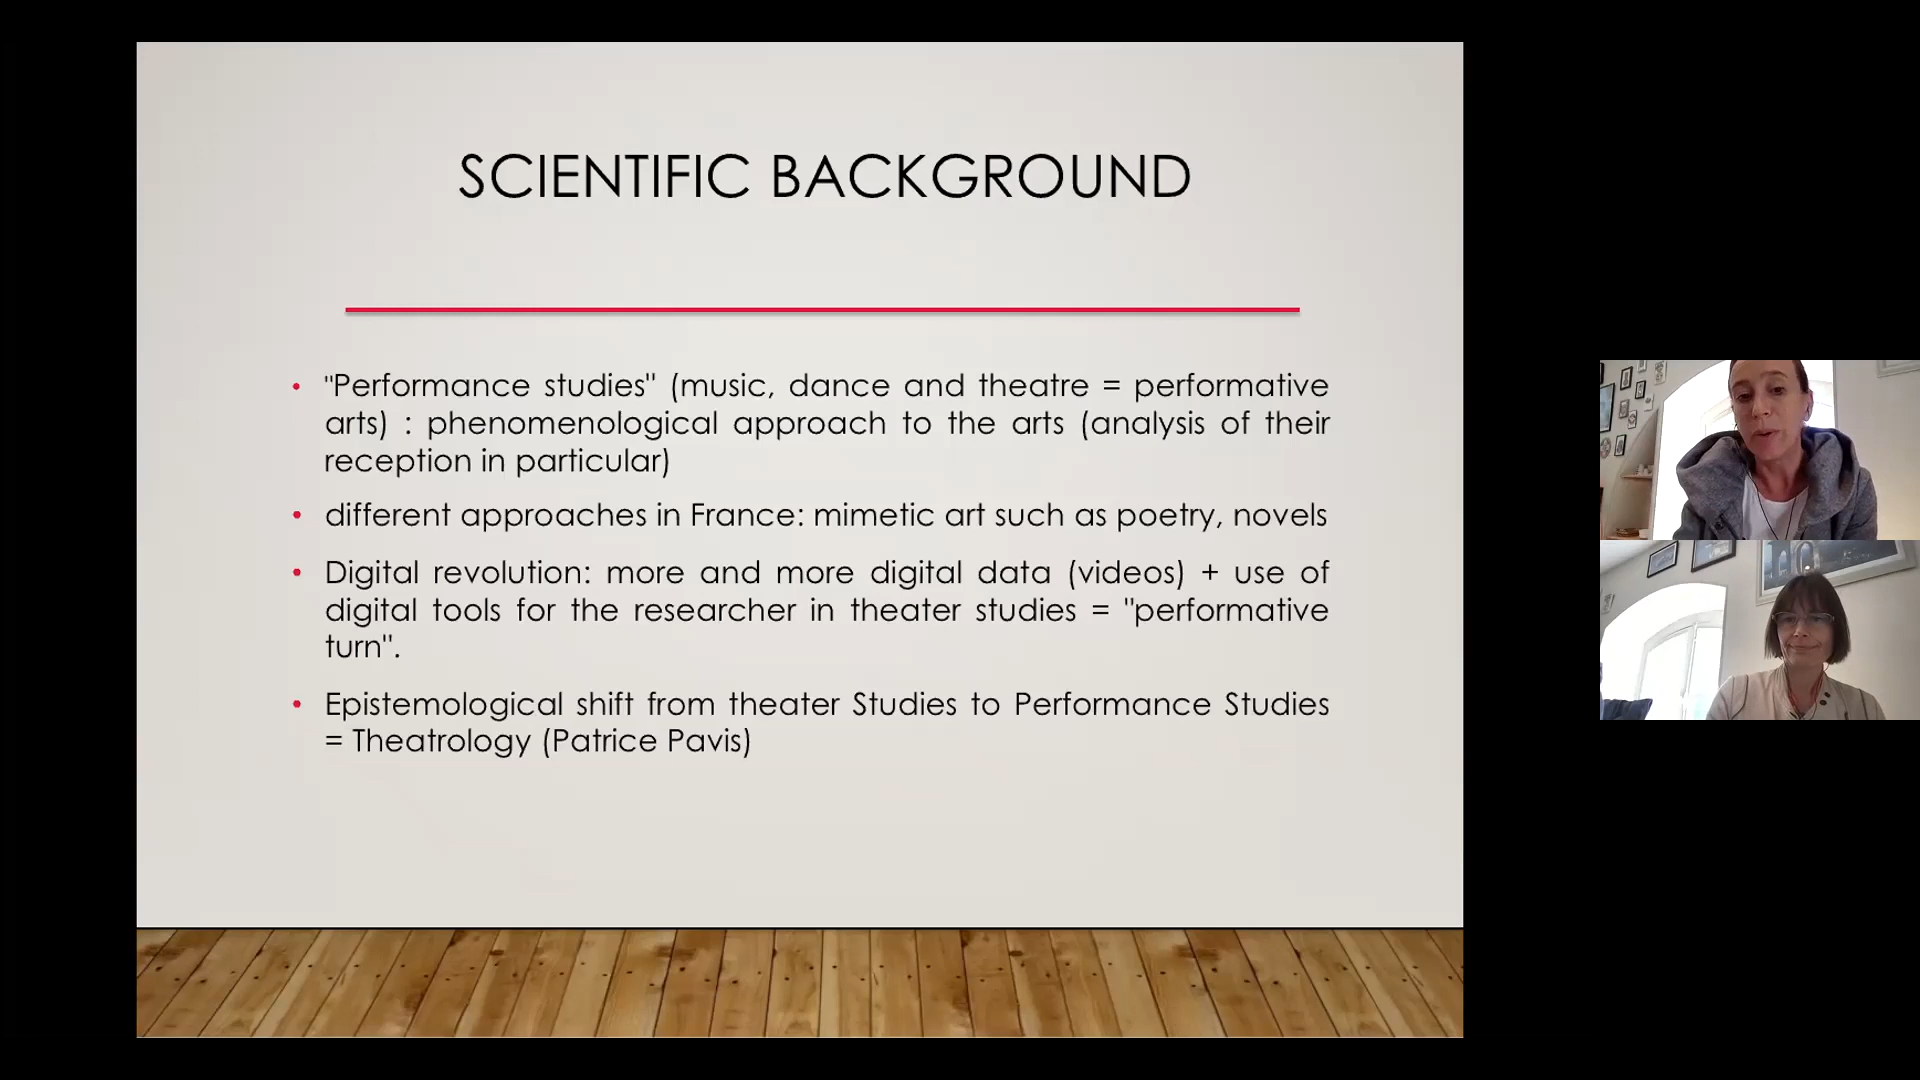 SCIENTIFIC BACKGROUND
• "Performance studies" (music, dance and theatre = performative
arts) : phenomenological approach to the arts (analysis of their
reception in particular)
• different approaches in France: mimetic art such as poetry, novels
• Digital revolution: more and more digital data (videos) + use of
digital tools for the researcher in theater studies = "performative
turn".
• Epistemological shift from theater Studies to Performance Studies
= Theatrology (Patrice Pavis)